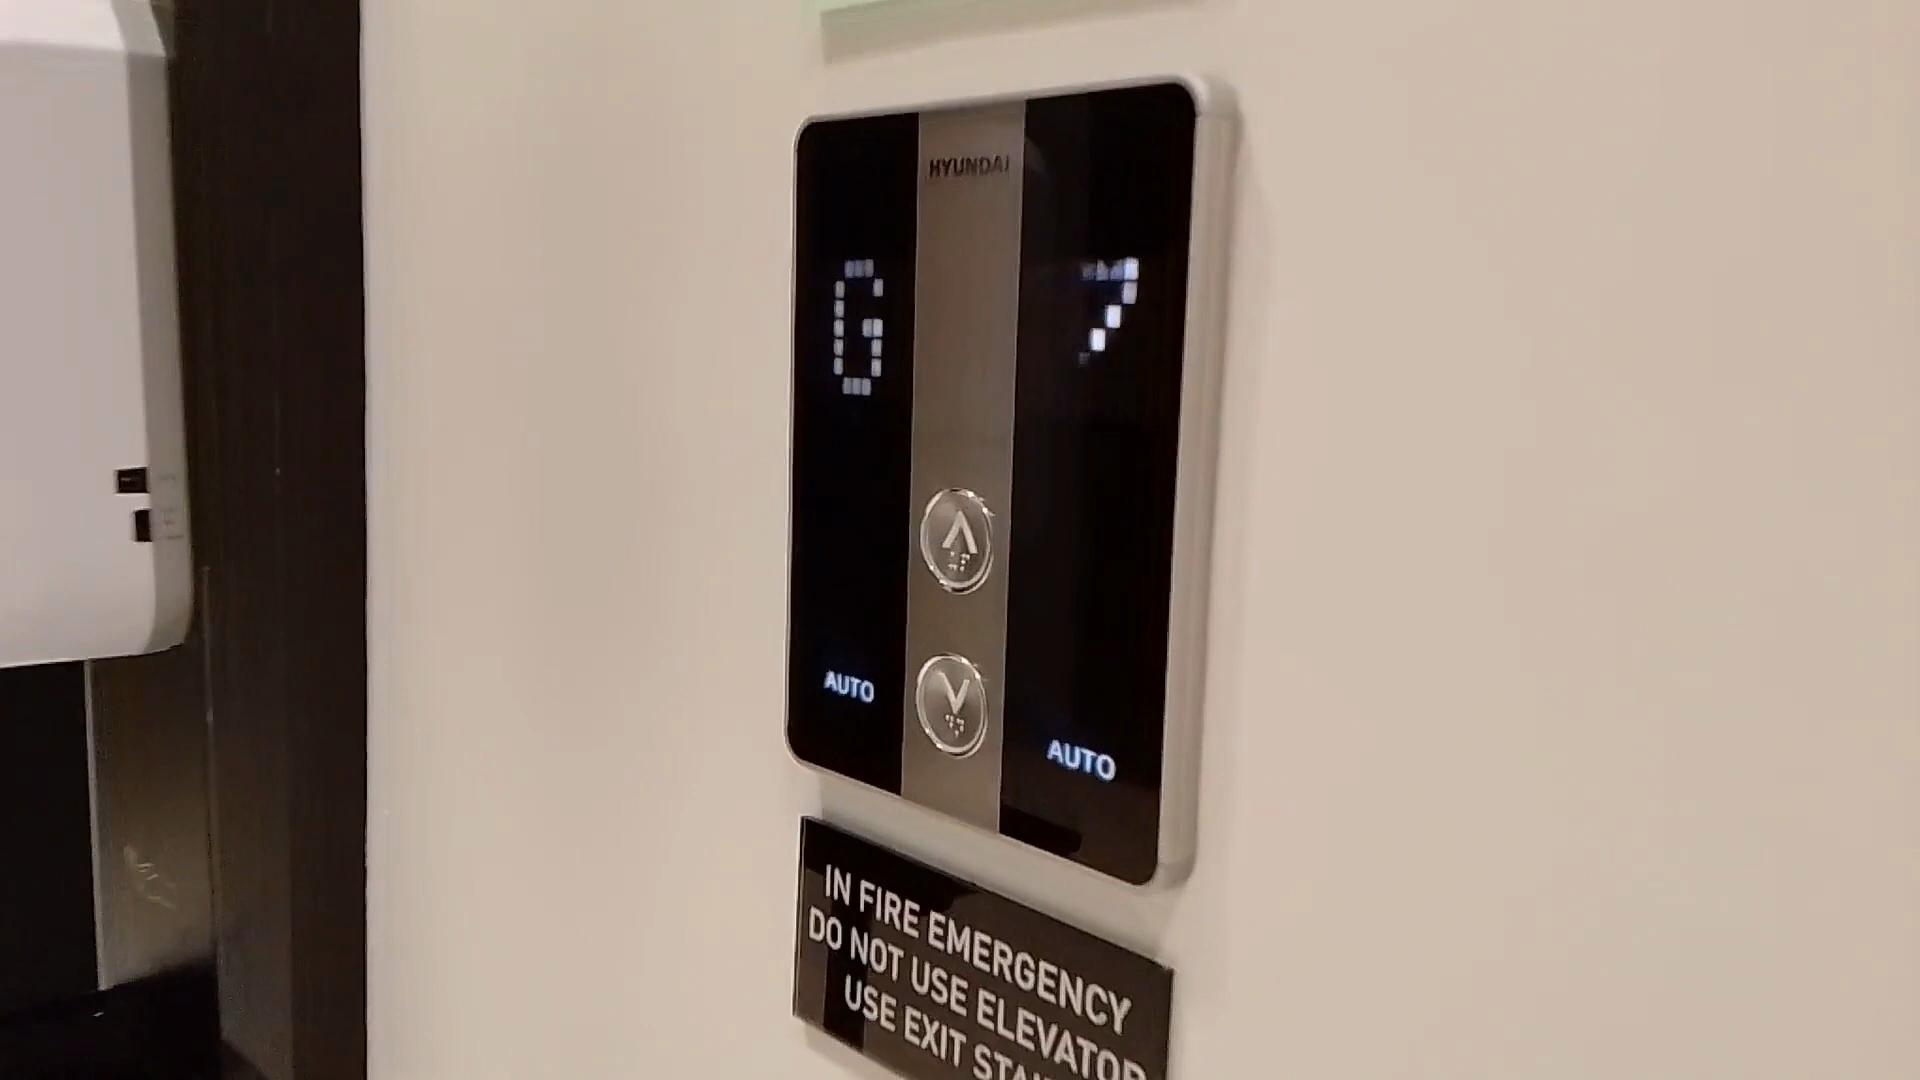 HYUNDAI
G 7
AUTO
AUTO
IN FIRE EMERGENCY
DO NOT USE ELEVATOR
USE EXIT